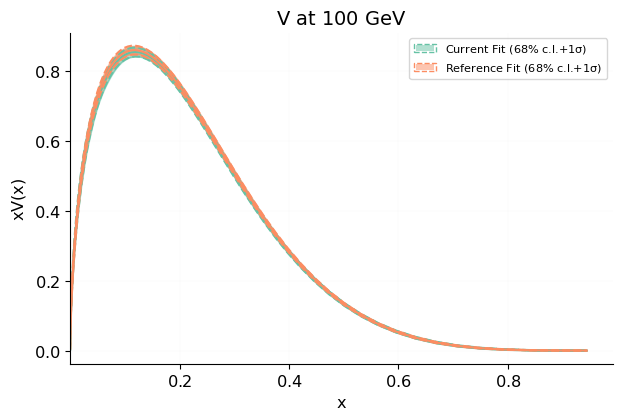 V at 100 GeV
Current Fit (68% c.l.+1σ)
Reference Fit (68% c.l.+1σ)
xV(x)
0.8
0.6
0.4
0.2
0.0
0.2 0.4 0.6 0.8
x